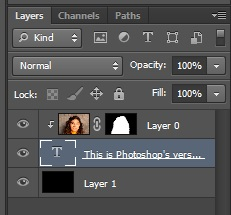 Layers Channels Paths
Kind T
Normal Opacity: 100%
Lock: Fill: 100%
Layer 0
T This is Photoshop's vers...
Layer 1